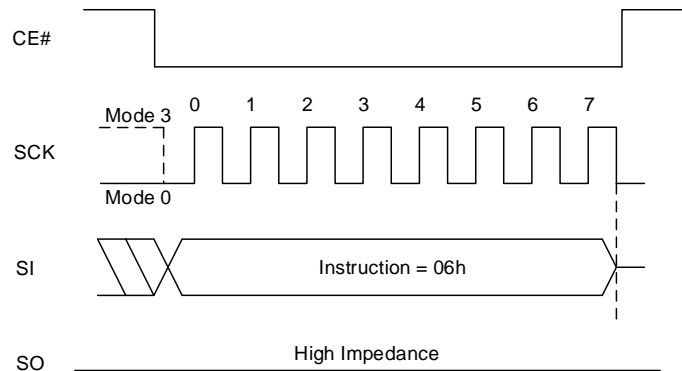 CE#
0 1 2 3 4 5 6 7
Mode 3
SCK
Mode 0
SI
Instruction = 06h
High Impedance
SO